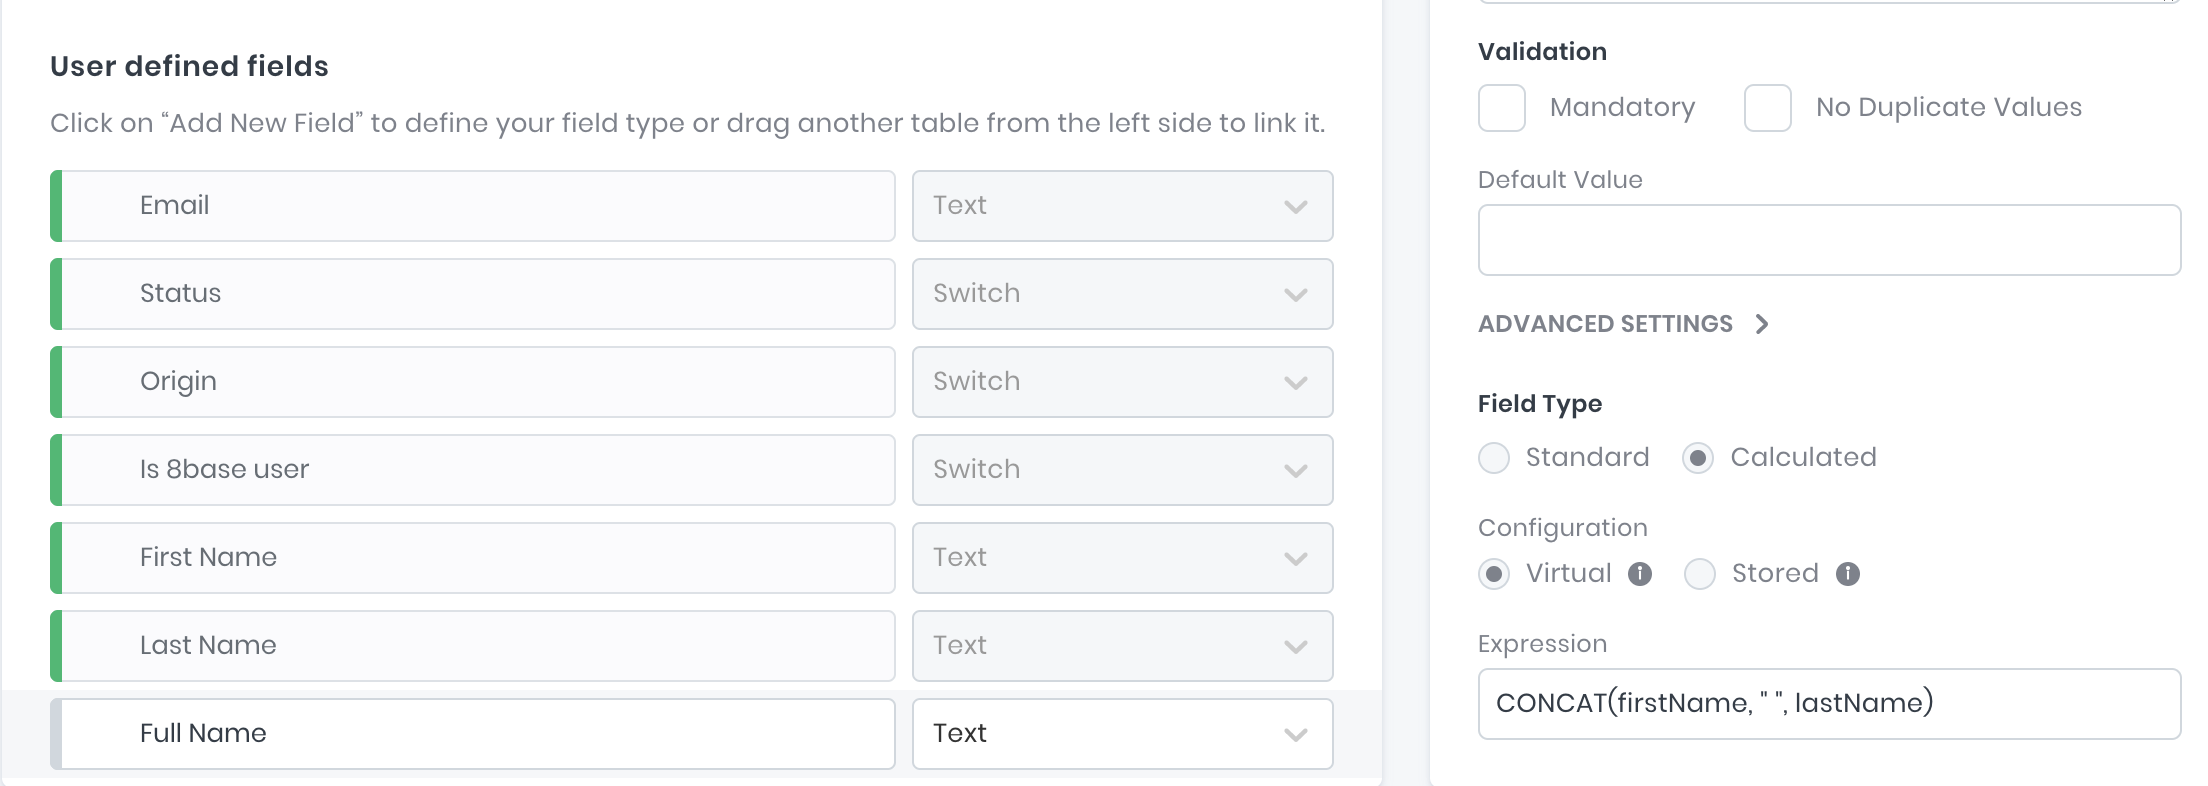 User defined fields
Click on “Add New Field” to define your field type or drag another table from the left side to link it.
Email Text
Status Switch
Origin Switch
Is 8base user Switch
First Name Text
Last Name Text
Full Name Text
Validation
Mandatory No Duplicate Values
Default Value
ADVANCED SETTINGS
Field Type
Standard Calculated
Configuration
Virtual i Stored i
Expression
CONCAT(firstName, " ", lastName)